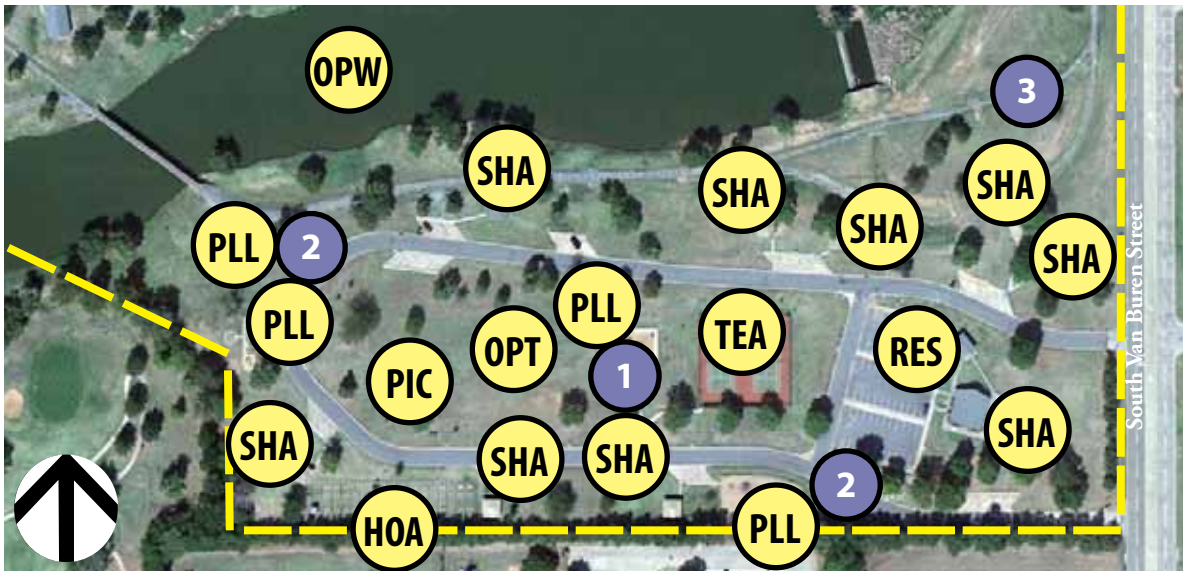 OPW
3
SHA
SHA
SHA
SHA
SHA
PLL
2
PLL
PLL
OPT
TEA
RES
PIC
1
SHA
SHA
SHA
SHA
2
HOA
PLL
South Van Buren Street